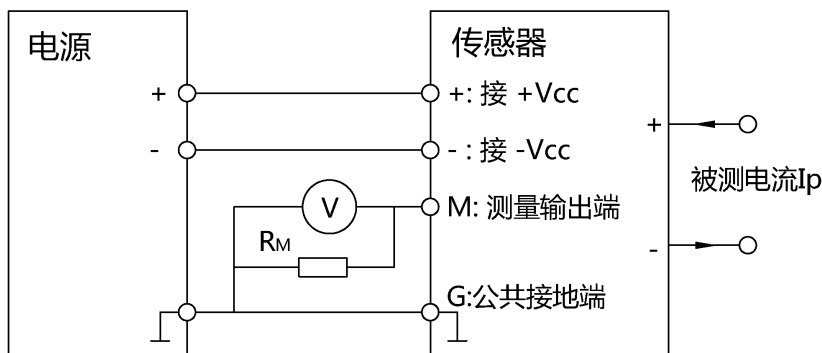 电源
传感器
+
+: 接 +Vcc
+
-
- : 接 -Vcc
被测电流Ip
V
M: 测量输出端
RM
-
G:公共接地端